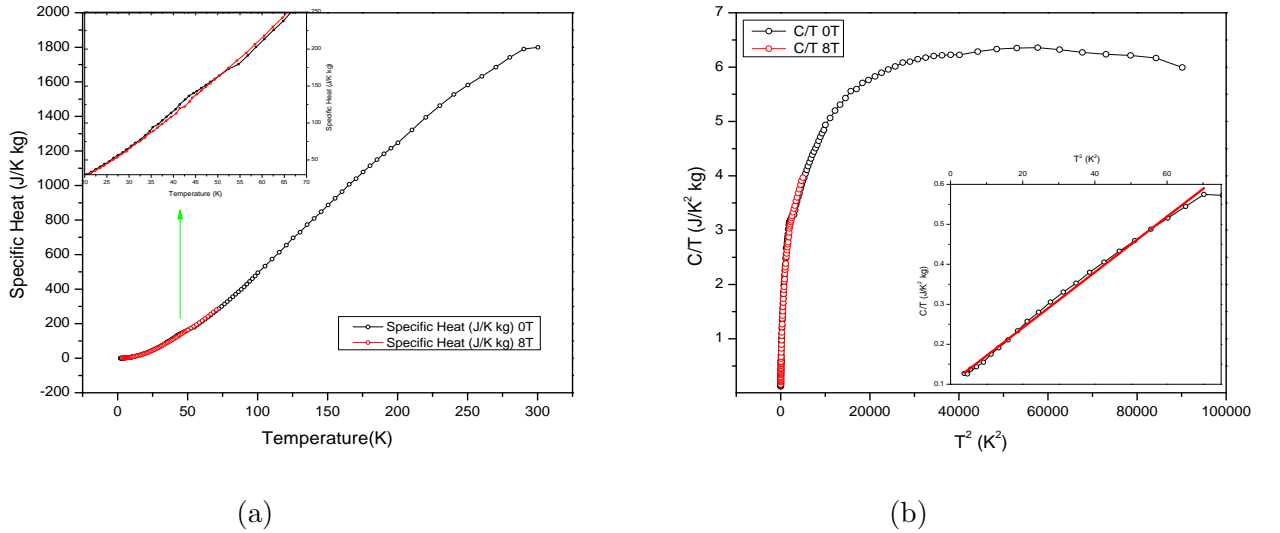 2000
1800
1600
1400
1200
1000
800
600
400
200
0
-200
Specific Heat (J/K kg)
0 50 100 150 200 250 300
Temperature(K)
250
200
150
100
50
Specific Heat (J/K kg)
20 25 30 35 40 45 50 55 60 65 70
Temperature (K)
Specific Heat (J/K kg) 0T
Specific Heat (J/K kg) 8T
(a)
7
6
5
4
3
2
1
C/T (J/K² kg)
0 20000 40000 60000 80000 100000
T² (K²)
C/T 0T
C/T 8T
T² (K²)
0 20 40 60
0.6
0.5
0.4
0.3
0.2
0.1
C/T (J/K² kg)
(b)